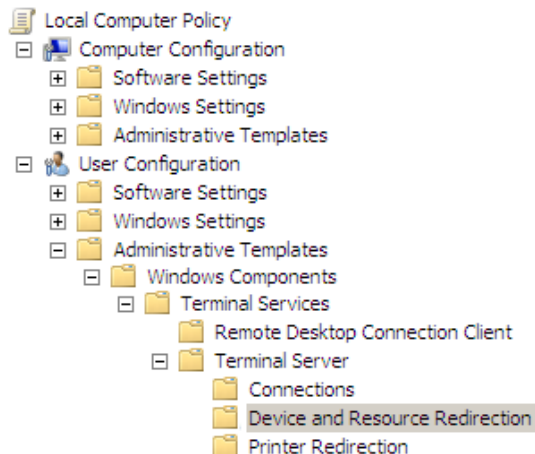 Local Computer Policy
Computer Configuration
Software Settings
Windows Settings
Administrative Templates
User Configuration
Software Settings
Windows Settings
Administrative Templates
Windows Components
Terminal Services
Remote Desktop Connection Client
Terminal Server
Connections
Device and Resource Redirection
Printer Redirection